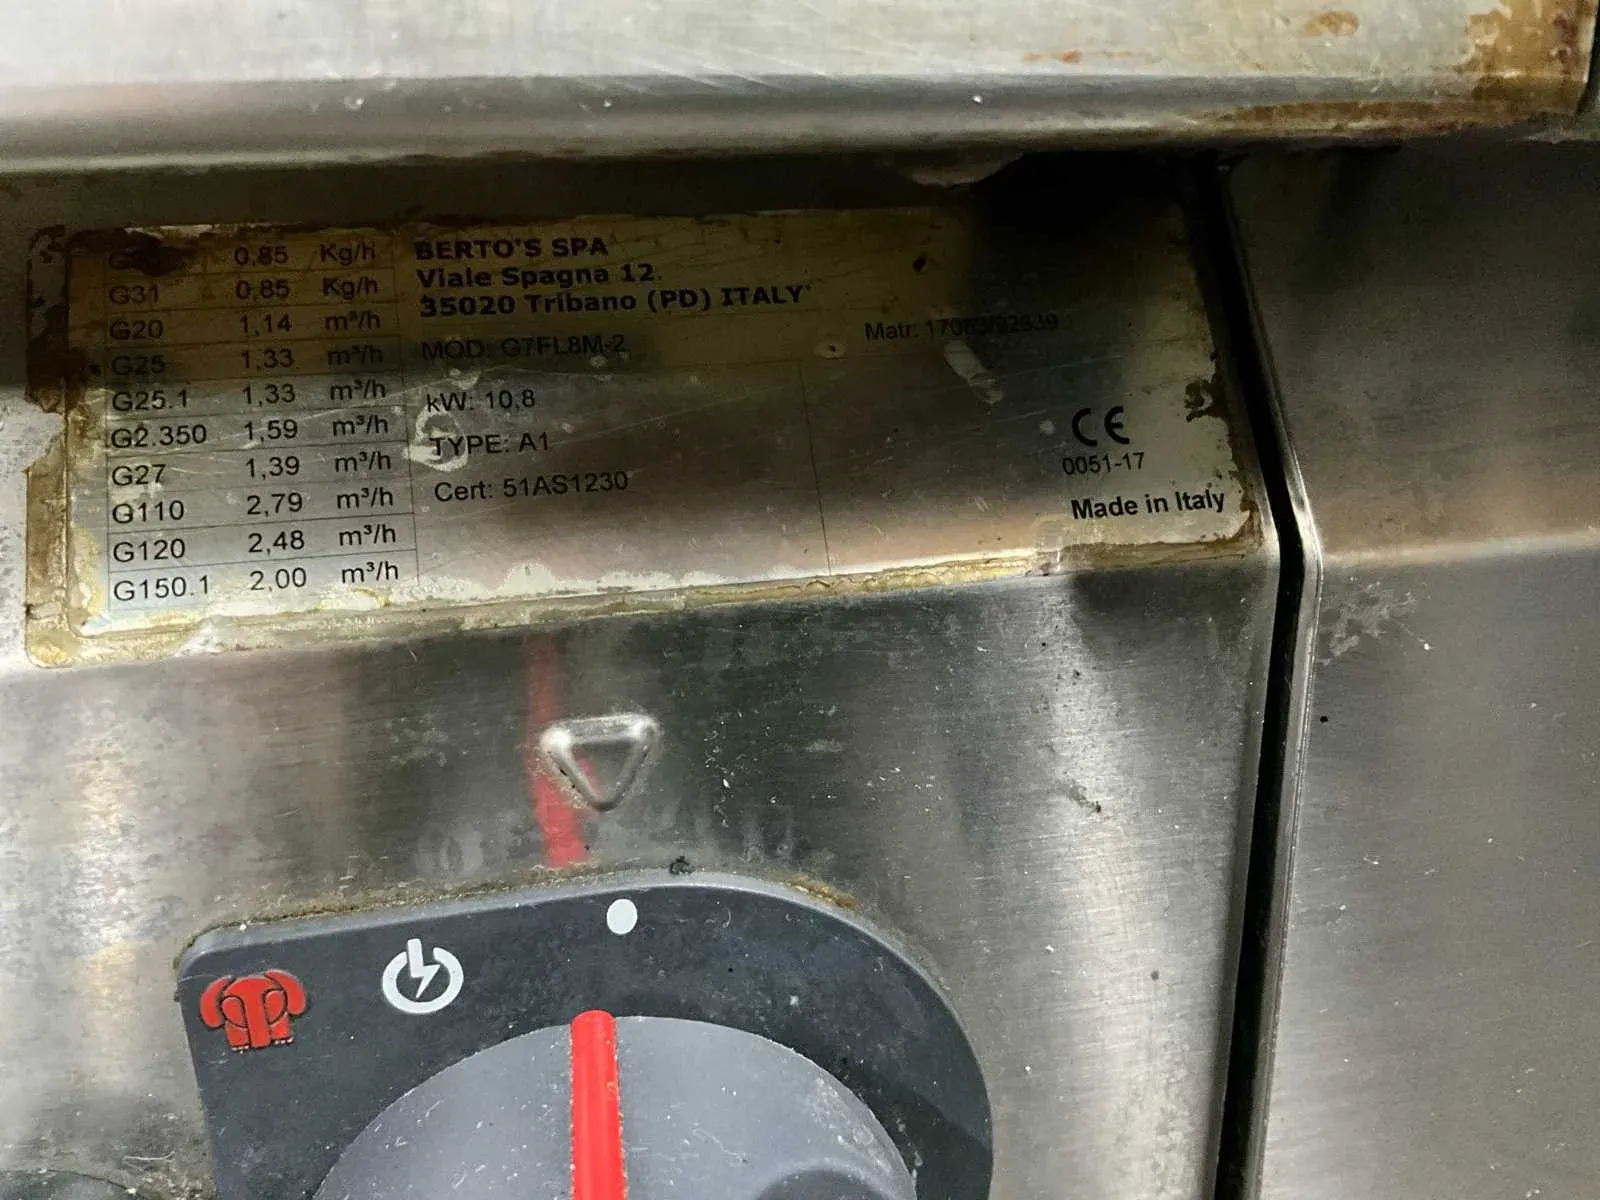 0,85 Kg/h
G31 0,85 Kg/h
G20 1,14 m³/h
G25 1,33 m³/h
G25.1 1,33 m³/h
G2.350 1,59 m³/h
G27 1,39 m³/h
G110 2,79 m³/h
G120 2,48 m³/h
G150.1 2,00 m³/h
BERTO'S SPA
Viale Spagna 12
35020 Tribano (PD) ITALY
MOD: G7FL8M-2
Matr:
kW: 10,8
TYPE: A1
Cert: 51AS1230
CE
0051-17
Made in Italy